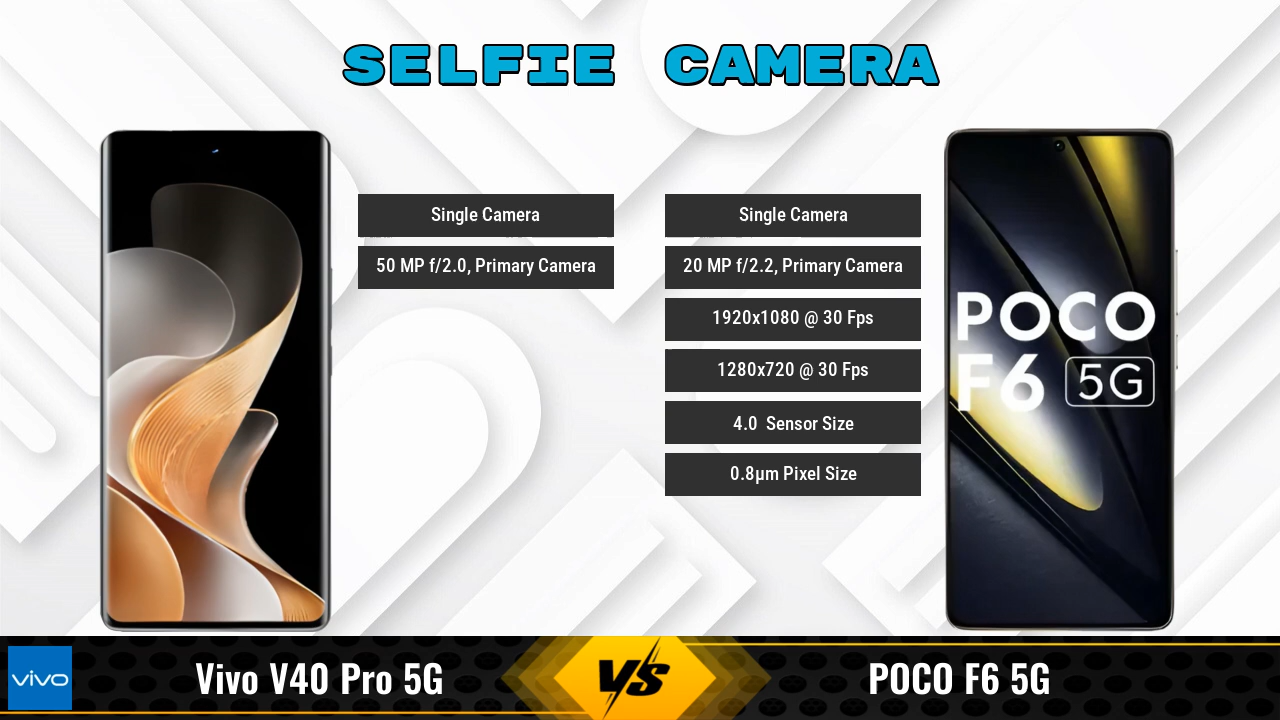 SELFIE CAMERA
Single Camera
50 MP f/2.0, Primary Camera
Single Camera
20 MP f/2.2, Primary Camera
1920x1080 @ 30 Fps
1280x720 @ 30 Fps
4.0 Sensor Size
0.8μm Pixel Size
POCO
F6 5G
vivo
Vivo V40 Pro 5G
VS
POCO F6 5G